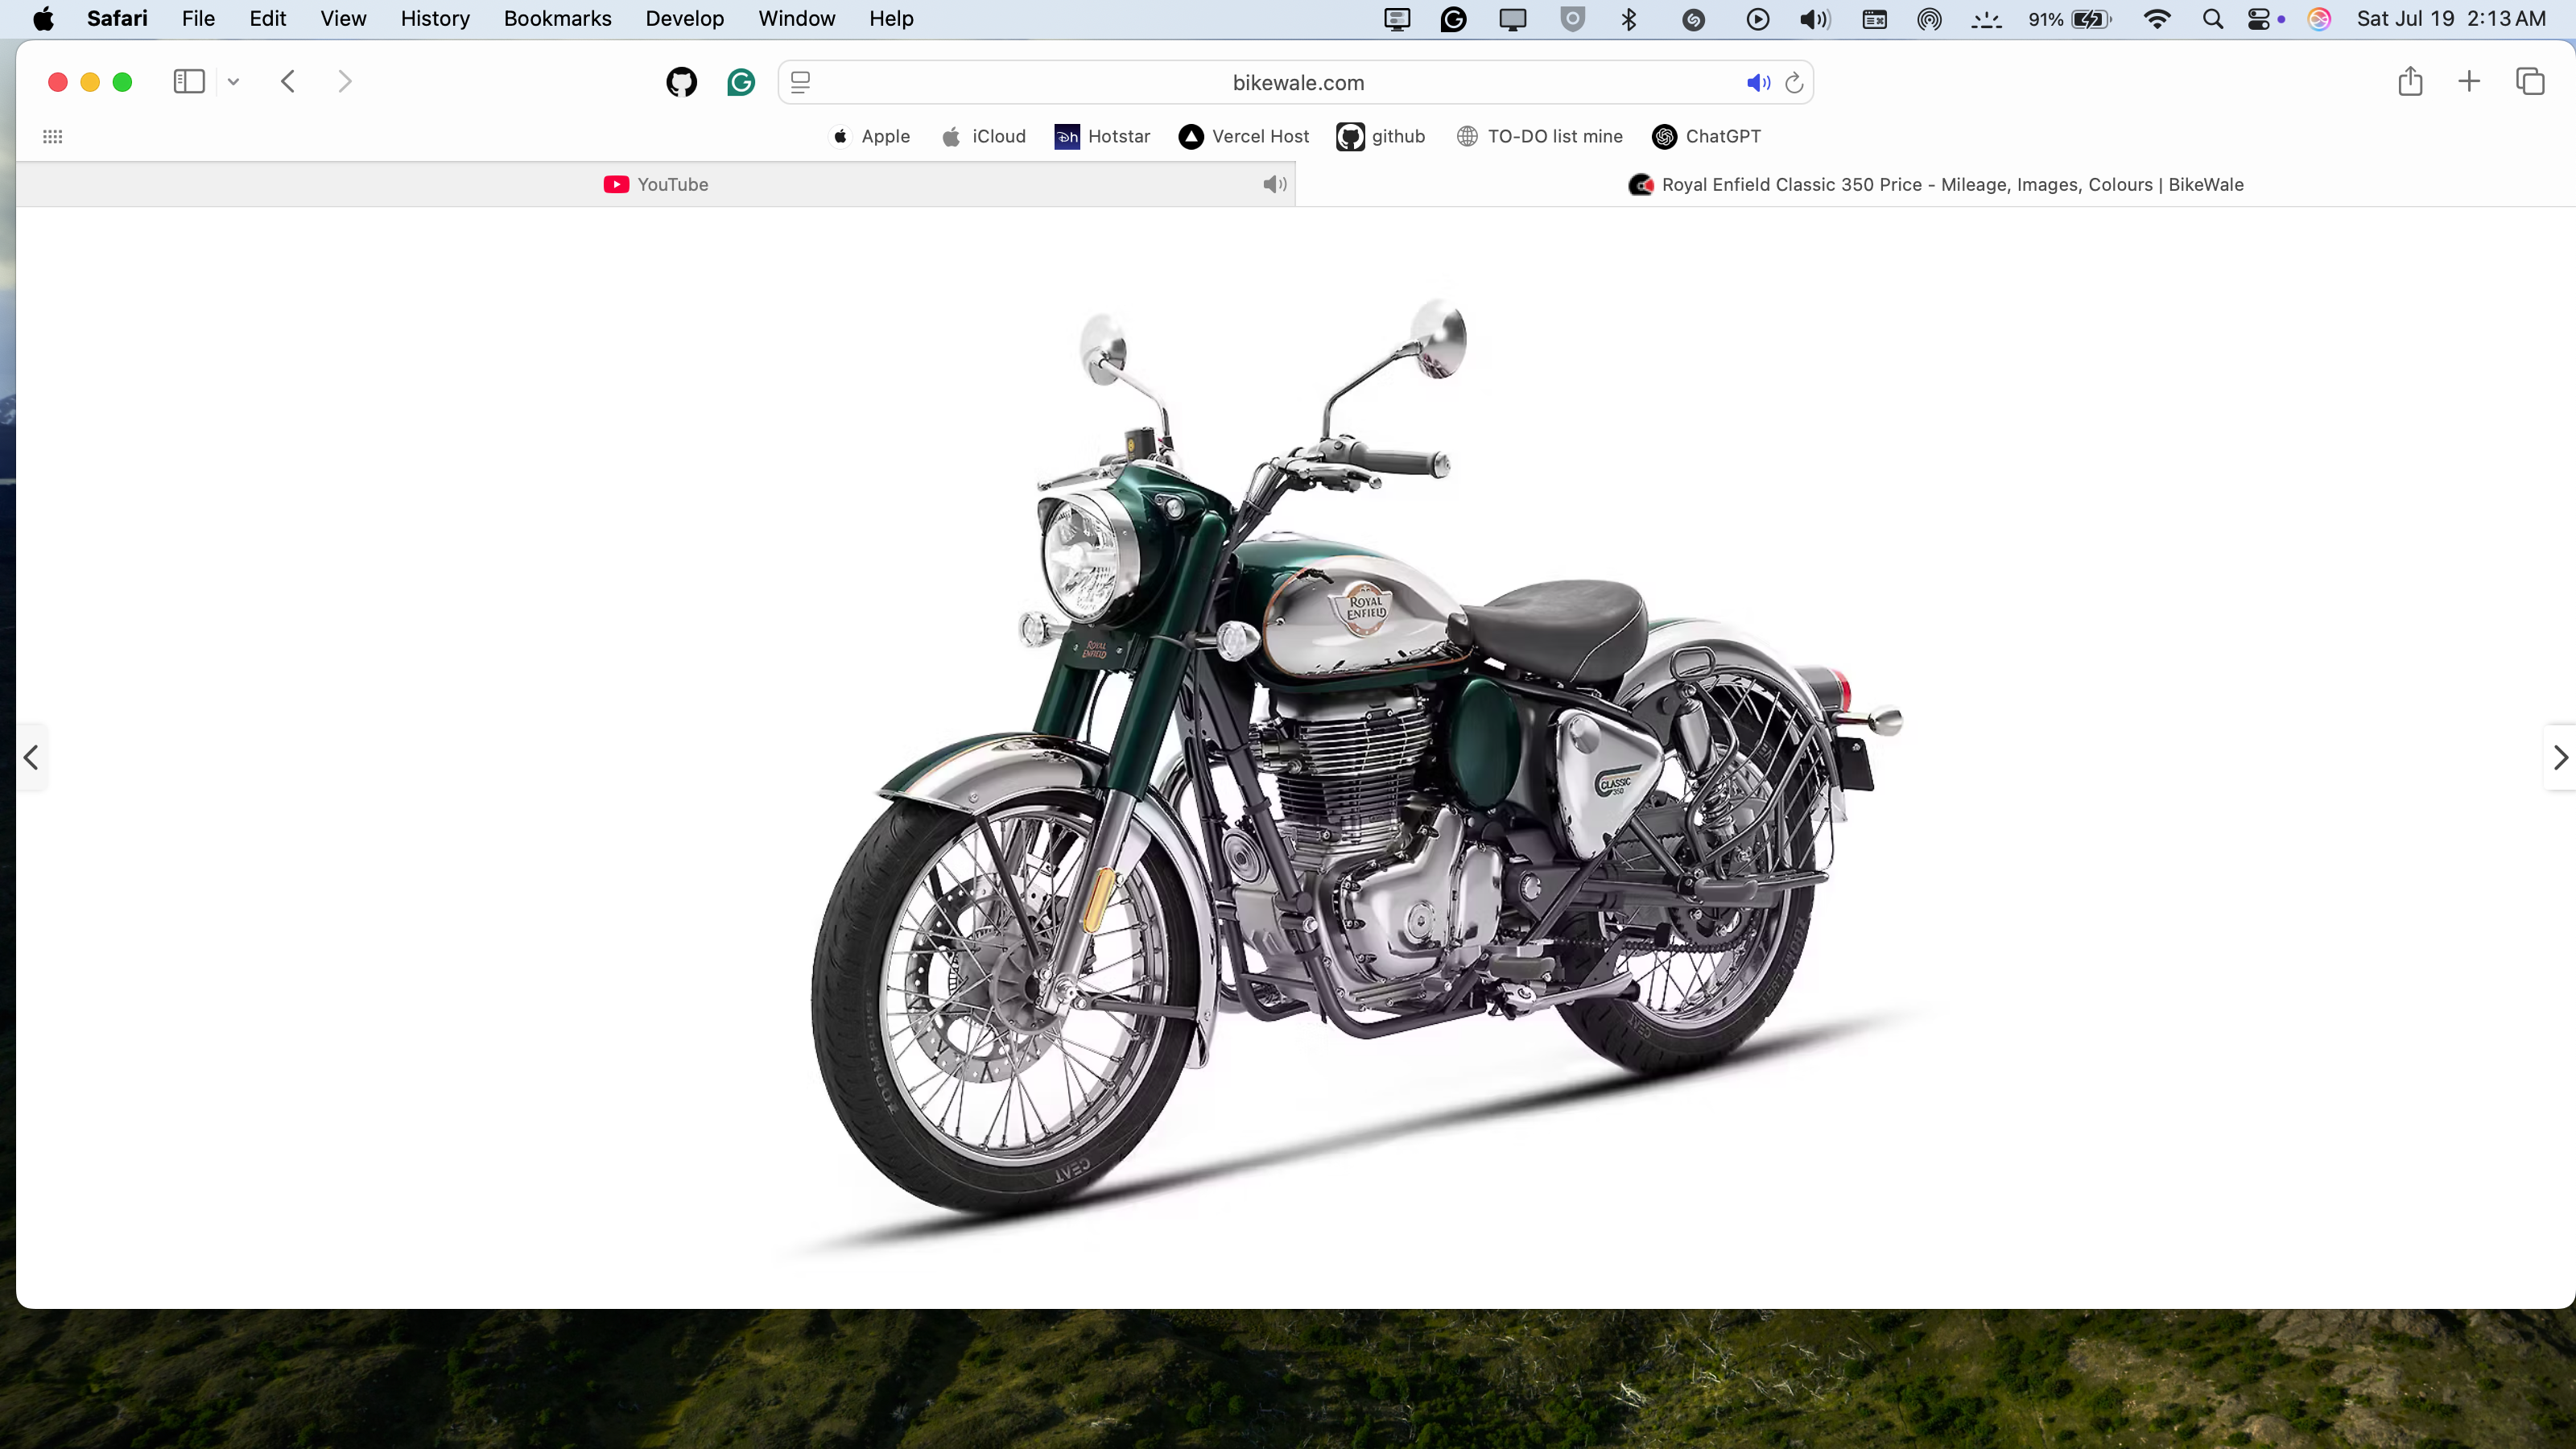 Safari File Edit View History Bookmarks Develop Window Help 91% Sat Jul 19 2:13 AM
bikewale.com
Apple iCloud Hotstar Vercel Host github TO-DO list mine ChatGPT
YouTube Royal Enfield Classic 350 Price - Mileage, Images, Colours | BikeWale
ROYAL
ENFIELD
ROYAL
ENFIELD
CLASSIC
350
ZOOM PLUS F
CEAT
CEAT